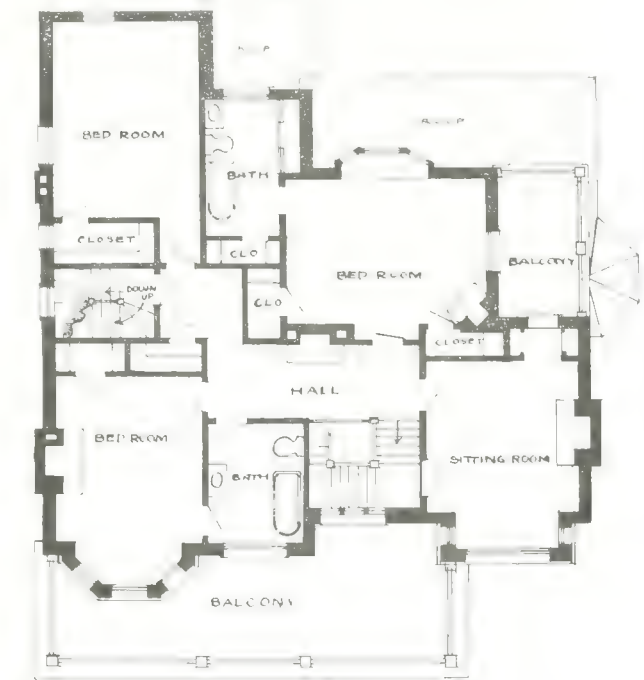 BED ROOM
BATH
CLOSET
CLO
BED ROOM
BALCONY
DOWN
UP
CLO
CLOSET
HALL
BED ROOM
BATH
SITTING ROOM
BALCONY